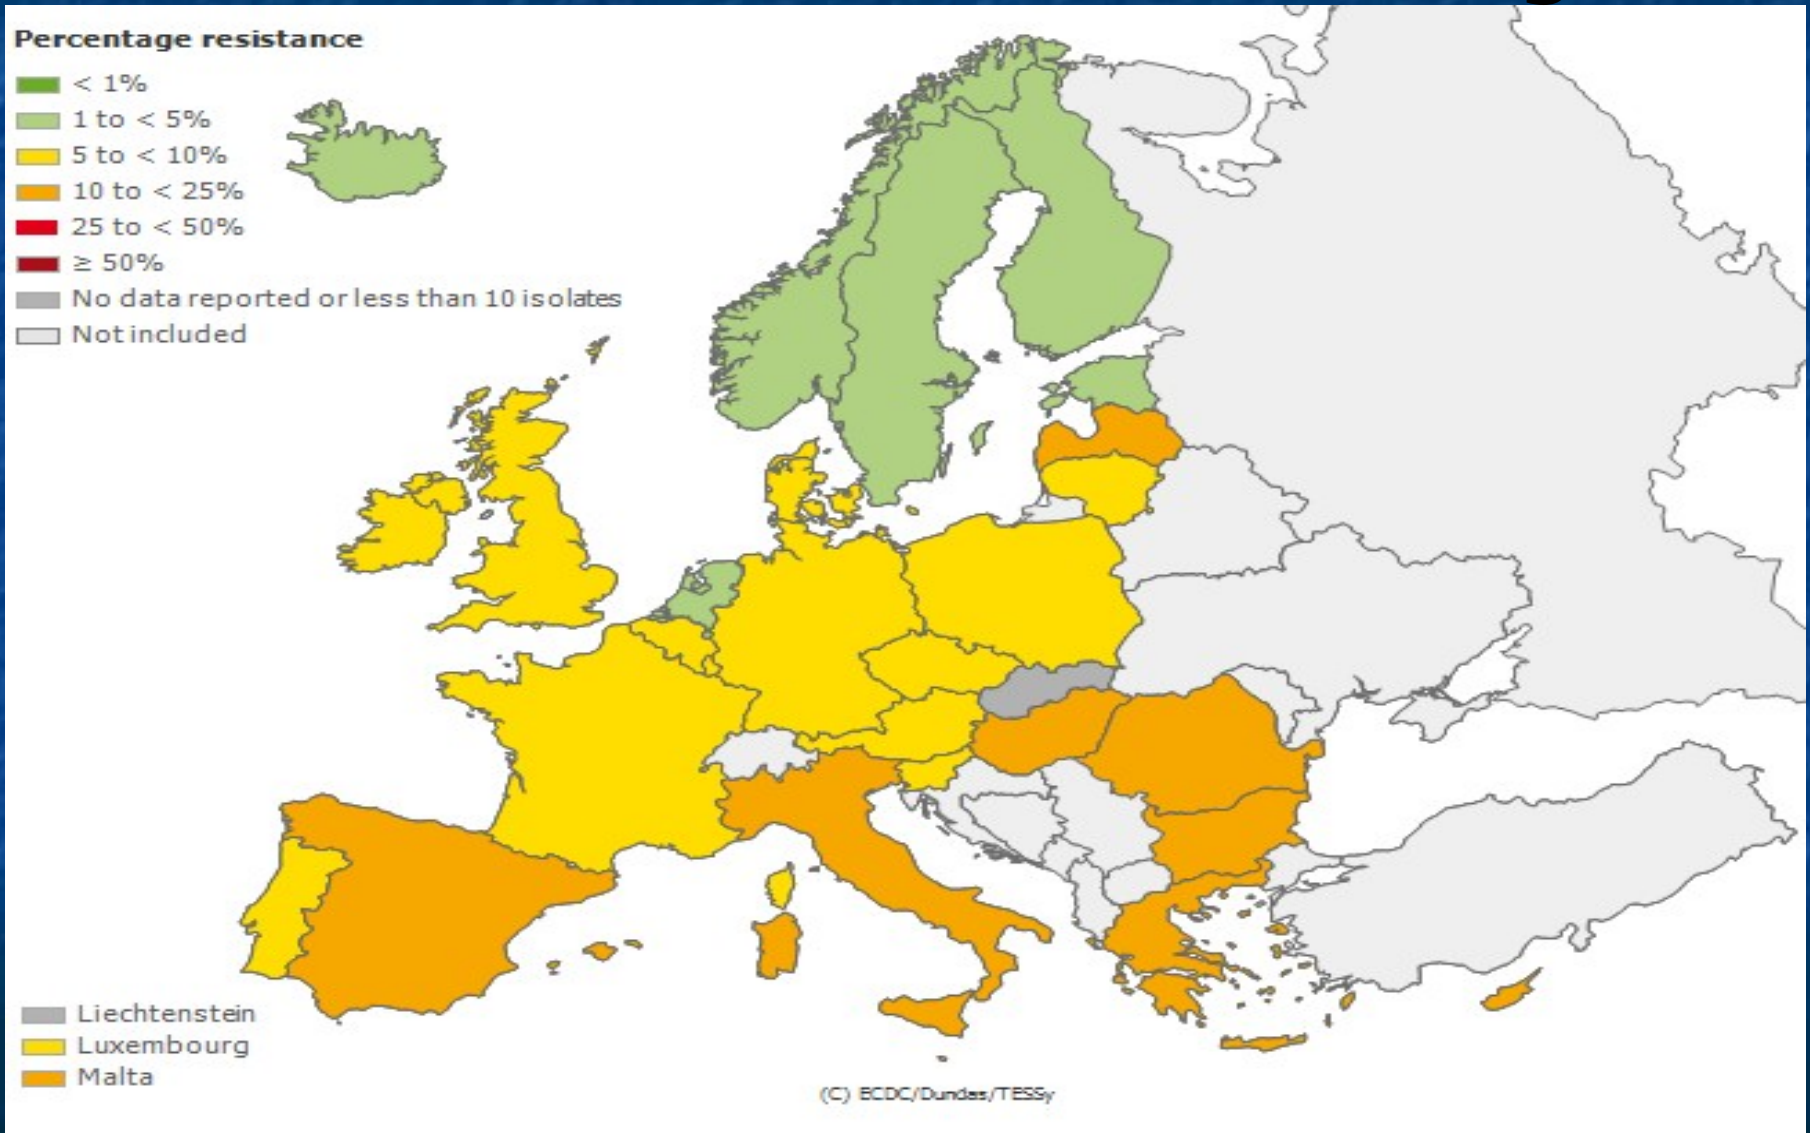 Percentage resistance
< 1%
1 to < 5%
5 to < 10%
10 to < 25%
25 to < 50%
≥ 50%
No data reported or less than 10 isolates
Not included
Liechtenstein
Luxembourg
Malta
(C) ECDC/Dundas/TESSy